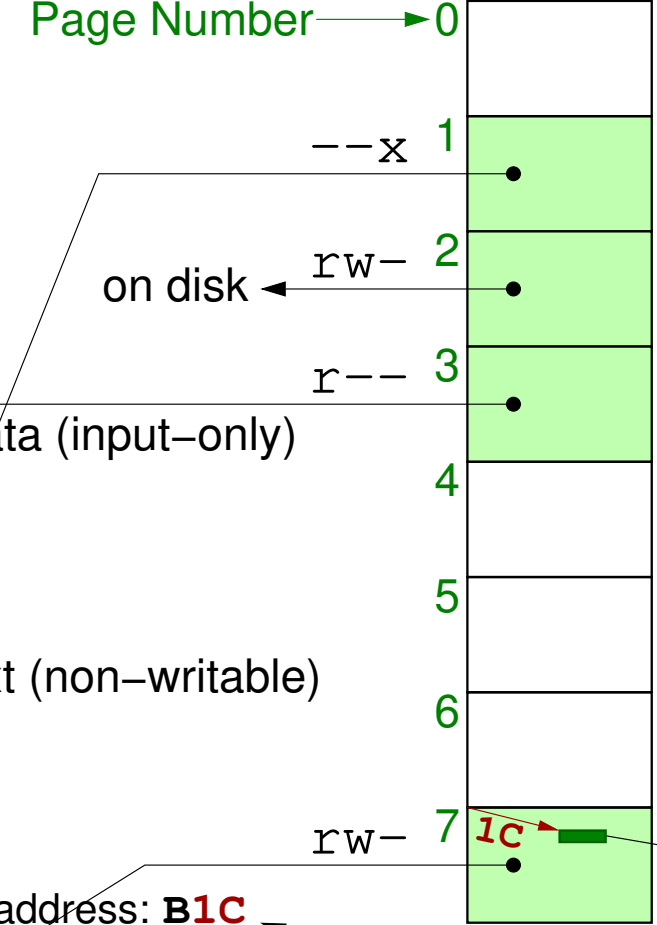 Page Number 0
--x 1
rw- 2
on disk
r-- 3
(input-only)
4
5
(non-writable)
6
rw- 7 1C
address: B1C